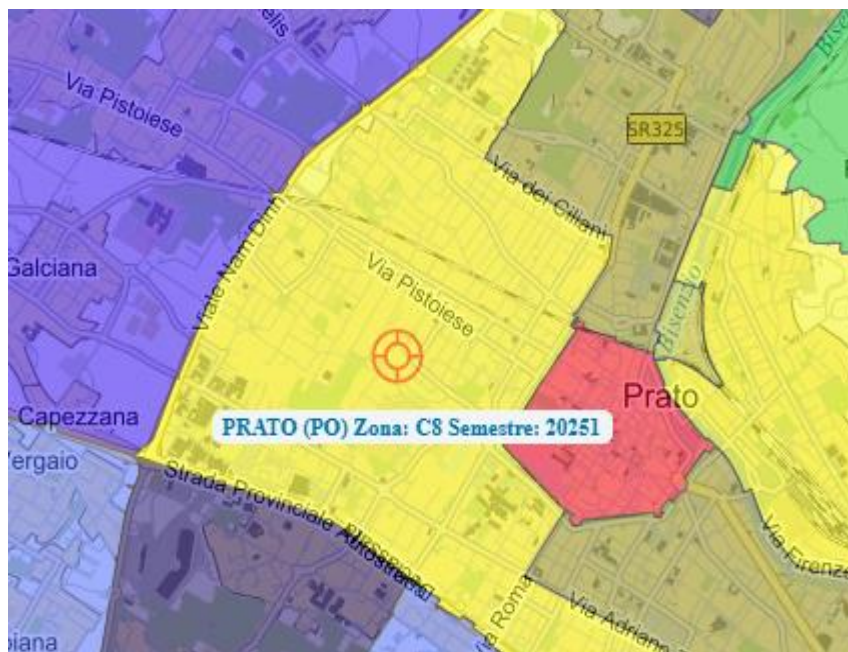 Via Pistoiese
SR325
Bisenzio
Via dei Ciliani
Galciana
Viale Nam Dinh
Via Pistoiese
Bisenzio
Prato
Capezzana
PRATO (PO) Zona: C8 Semestre: 20251
Vergaio
Strada Provinciale
Via Firenze
Via Roma
Via Adriano